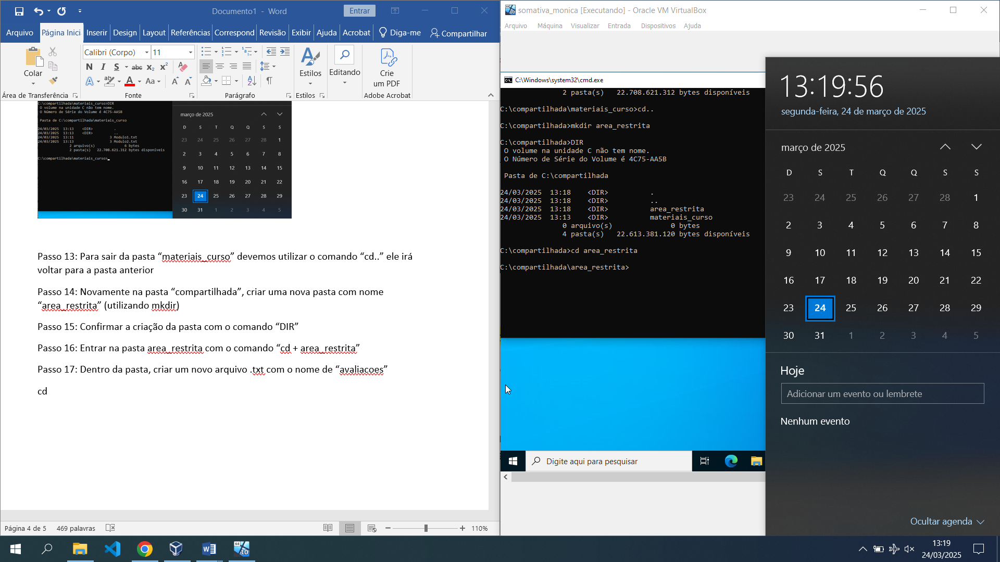 Documento1 - Word
Entrar
Arquivo
Página Inici
Inserir
Design
Layout
Referências
Correspond
Revisão
Exibir
Ajuda
Acrobat
Diga-me
Compartilhar
Colar
Calibri (Corpo)
11
N I S abc x₂ x²
A A Aa A A
Estilos
Editando
Crie
um PDF
Área de Transferência
Fonte
Parágrafo
Estilos
Adobe Acrobat
C:\compartilhada\materiais_curso>DIR
O volume na unidade C não tem nome.
O Número de Série do Volume é 4C75-AA5B
Pasta de C:\compartilhada\materiais_curso
24/03/2025 13:13 <DIR> .
24/03/2025 13:13 <DIR> ..
24/03/2025 13:11 3 Modulo1.txt
24/03/2025 13:13 3 Modulo2.txt
2 arquivo(s) 6 bytes
2 pasta(s) 22.708.621.312 bytes disponíveis
C:\compartilhada\materiais_curso>
março de 2025
D S T Q Q S S
23 24 25 26 27 28 1
2 3 4 5 6 7 8
9 10 11 12 13 14 15
16 17 18 19 20 21 22
23 24 25 26 27 28 29
30 31 1 2 3 4 5
Passo 13: Para sair da pasta “materiais_curso” devemos utilizar o comando “cd..” ele irá
voltar para a pasta anterior
Passo 14: Novamente na pasta “compartilhada”, criar uma nova pasta com nome
“area_restrita” (utilizando mkdir)
Passo 15: Confirmar a criação da pasta com o comando “DIR”
Passo 16: Entrar na pasta area_restrita com o comando “cd + area_restrita”
Passo 17: Dentro da pasta, criar um novo arquivo .txt com o nome de “avaliacoes”
cd
Página 4 de 5
469 palavras
110%
somativa_monica [Executando] - Oracle VM VirtualBox
Arquivo
Máquina
Visualizar
Entrada
Dispositivos
Ajuda
C:\Windows\system32\cmd.exe
2 pasta(s) 22.708.621.312 bytes disponíveis
C:\compartilhada\materiais_curso>cd..
C:\compartilhada>mkdir area_restrita
C:\compartilhada>DIR
O volume na unidade C não tem nome.
O Número de Série do Volume é 4C75-AA5B
Pasta de C:\compartilhada
24/03/2025 13:18 <DIR> .
24/03/2025 13:18 <DIR> ..
24/03/2025 13:18 <DIR> area_restrita
24/03/2025 13:13 <DIR> materiais_curso
0 arquivo(s) 0 bytes
4 pasta(s) 22.613.381.120 bytes disponíveis
C:\compartilhada>cd area_restrita
C:\compartilhada\area_restrita>
Digite aqui para pesquisar
13:19:56
segunda-feira, 24 de março de 2025
março de 2025
D S T Q Q S S
23 24 25 26 27 28 1
2 3 4 5 6 7 8
9 10 11 12 13 14 15
16 17 18 19 20 21 22
23 24 25 26 27 28 29
30 31 1 2 3 4 5
Hoje
Adicionar um evento ou lembrete
Nenhum evento
Ocultar agenda
64
10
13:19
24/03/2025